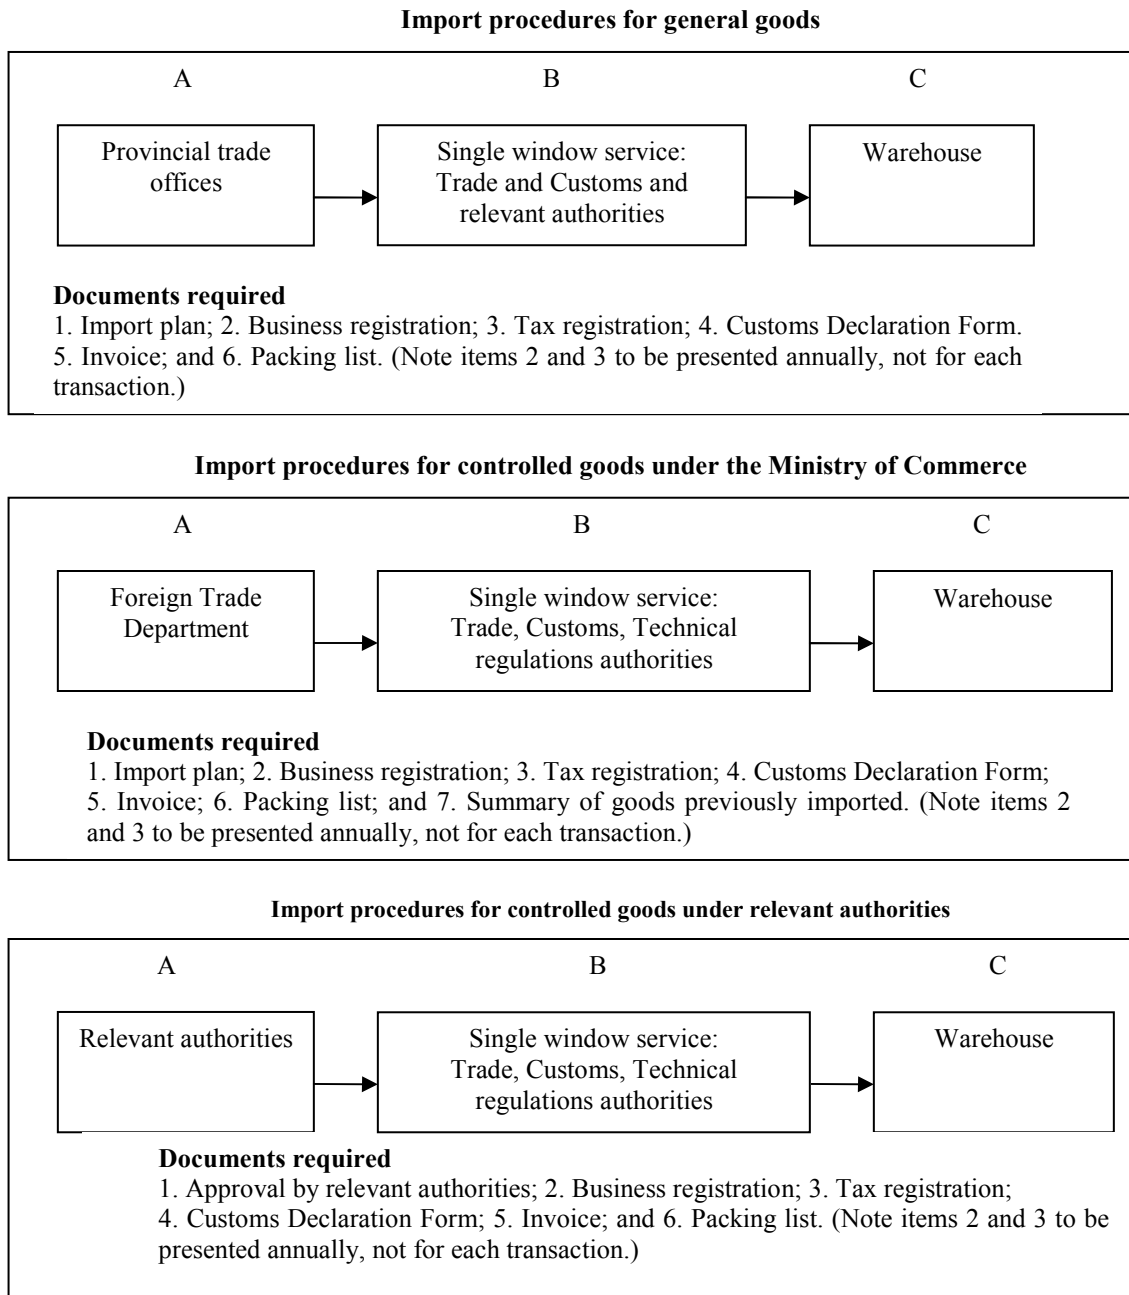 Import procedures for general goods
A B C
Provincial trade
offices
Single window service:
Trade and Customs and
relevant authorities
Warehouse
Documents required
1. Import plan; 2. Business registration; 3. Tax registration; 4. Customs Declaration Form.
5. Invoice; and 6. Packing list. (Note items 2 and 3 to be presented annually, not for each
transaction.)
Import procedures for controlled goods under the Ministry of Commerce
A B C
Foreign Trade
Department
Single window service:
Trade, Customs, Technical
regulations authorities
Warehouse
Documents required
1. Import plan; 2. Business registration; 3. Tax registration; 4. Customs Declaration Form;
5. Invoice; 6. Packing list; and 7. Summary of goods previously imported. (Note items 2
and 3 to be presented annually, not for each transaction.)
Import procedures for controlled goods under relevant authorities
A B C
Relevant authorities
Single window service:
Trade, Customs, Technical
regulations authorities
Warehouse
Documents required
1. Approval by relevant authorities; 2. Business registration; 3. Tax registration;
4. Customs Declaration Form; 5. Invoice; and 6. Packing list. (Note items 2 and 3 to be
presented annually, not for each transaction.)